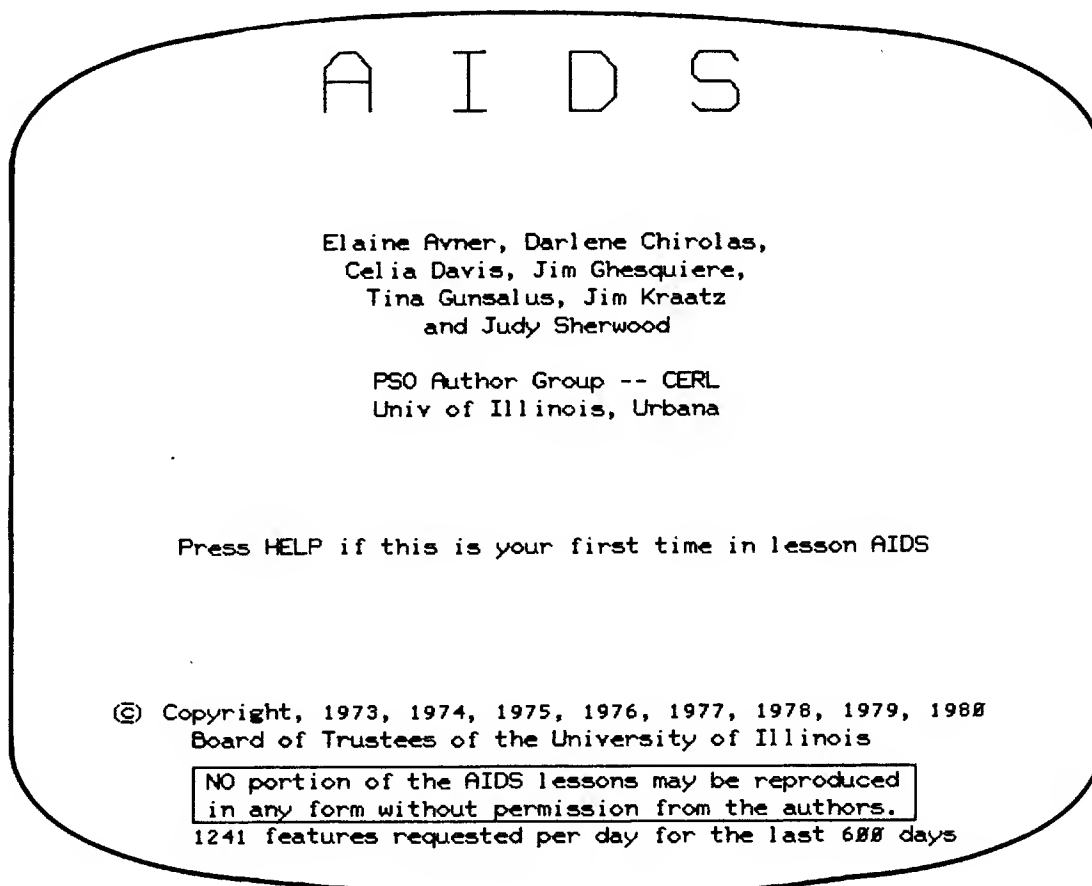 A I D S
Elaine Avner, Darlene Chirolas,
Celia Davis, Jim Ghesquiere,
Tina Gunsalus, Jim Kraatz
and Judy Sherwood
PSO Author Group -- CERL
Univ of Illinois, Urbana
Press HELP if this is your first time in lesson AIDS
© Copyright, 1973, 1974, 1975, 1976, 1977, 1978, 1979, 1980
Board of Trustees of the University of Illinois
NO portion of the AIDS lessons may be reproduced
in any form without permission from the authors.
1241 features requested per day for the last 600 days